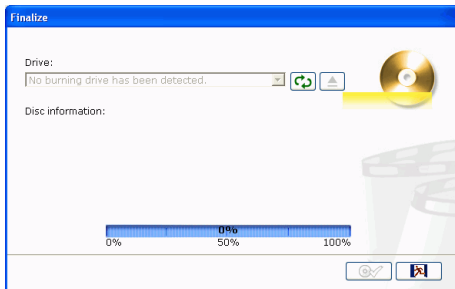 Finalize
Drive:
No burning drive has been detected.
Disc information:
0%
0% 50% 100%